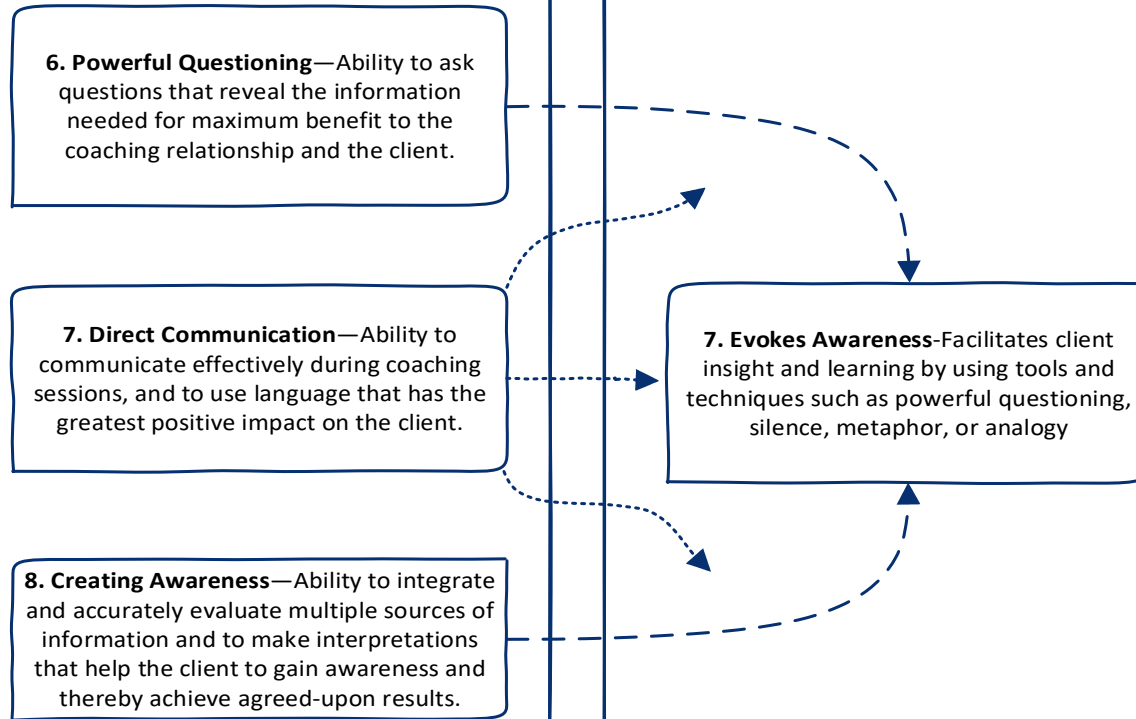 6. Powerful Questioning—Ability to ask
questions that reveal the information
needed for maximum benefit to the
coaching relationship and the client.
7. Direct Communication—Ability to
communicate effectively during coaching
sessions, and to use language that has the
greatest positive impact on the client.
7. Evokes Awareness-Facilitates client
insight and learning by using tools and
techniques such as powerful questioning,
silence, metaphor, or analogy
8. Creating Awareness—Ability to integrate
and accurately evaluate multiple sources of
information and to make interpretations
that help the client to gain awareness and
thereby achieve agreed-upon results.